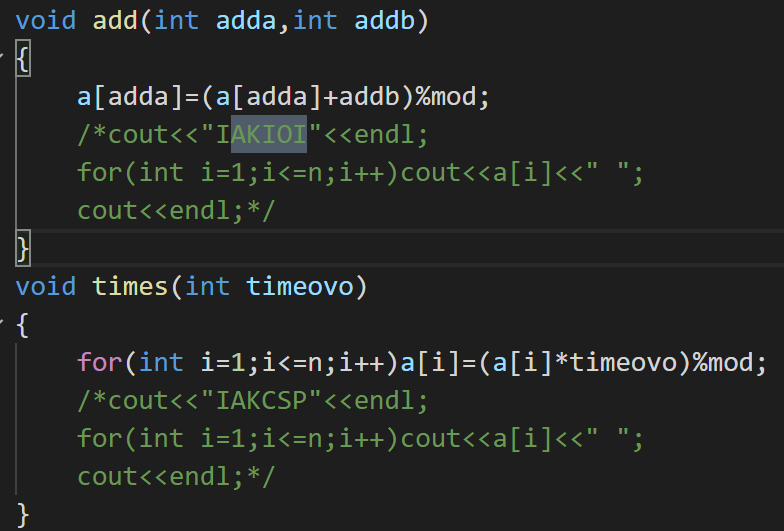 void add(int adda,int addb)
{
    a[adda]=(a[adda]+addb)%mod;
    /*cout<<"IAKIOI"<<endl;
    for(int i=1;i<=n;i++)cout<<a[i]<<" ";
    cout<<endl;*/
}
void times(int timeovo)
{
    for(int i=1;i<=n;i++)a[i]=(a[i]*timeovo)%mod;
    /*cout<<"IAKCSP"<<endl;
    for(int i=1;i<=n;i++)cout<<a[i]<<" ";
    cout<<endl;*/
}